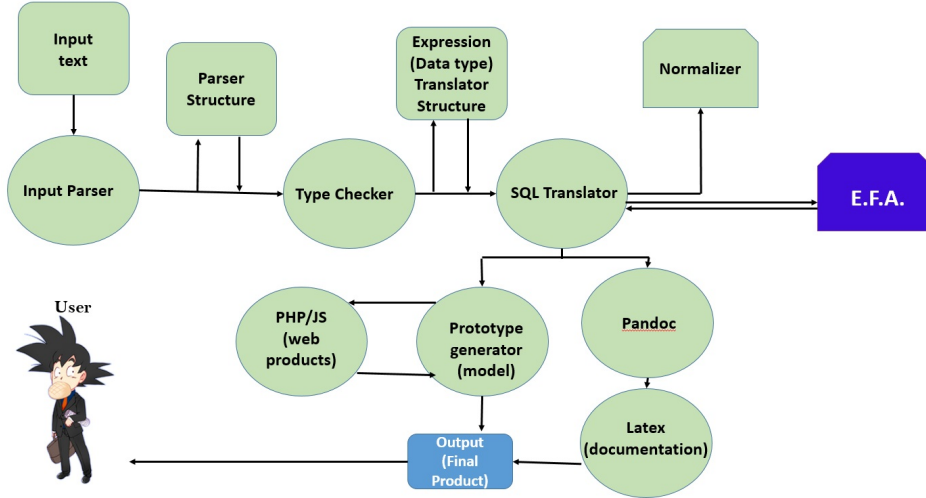 Input
text
Parser
Structure
Expression
(Data type)
Translator
Structure
Normalizer
Input Parser
Type Checker
SQL Translator
E.F.A.
User
PHP/JS
(web
products)
Prototype
generator
(model)
Pandoc
Latex
(documentation)
Output
(Final
Product)